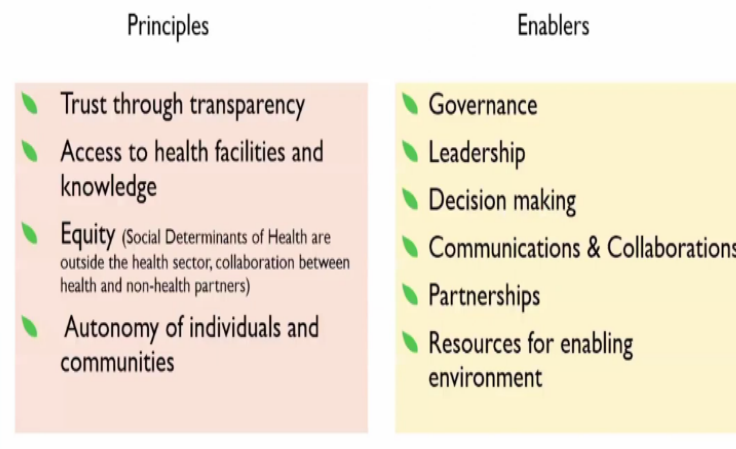 Principles
Trust through transparency
Access to health facilities and
knowledge
Equity (Social Determinants of Health are
outside the health sector, collaboration between
health and non-health partners)
Autonomy of individuals and
communities
Enablers
Governance
Leadership
Decision making
Communications & Collaborations
Partnerships
Resources for enabling
environment